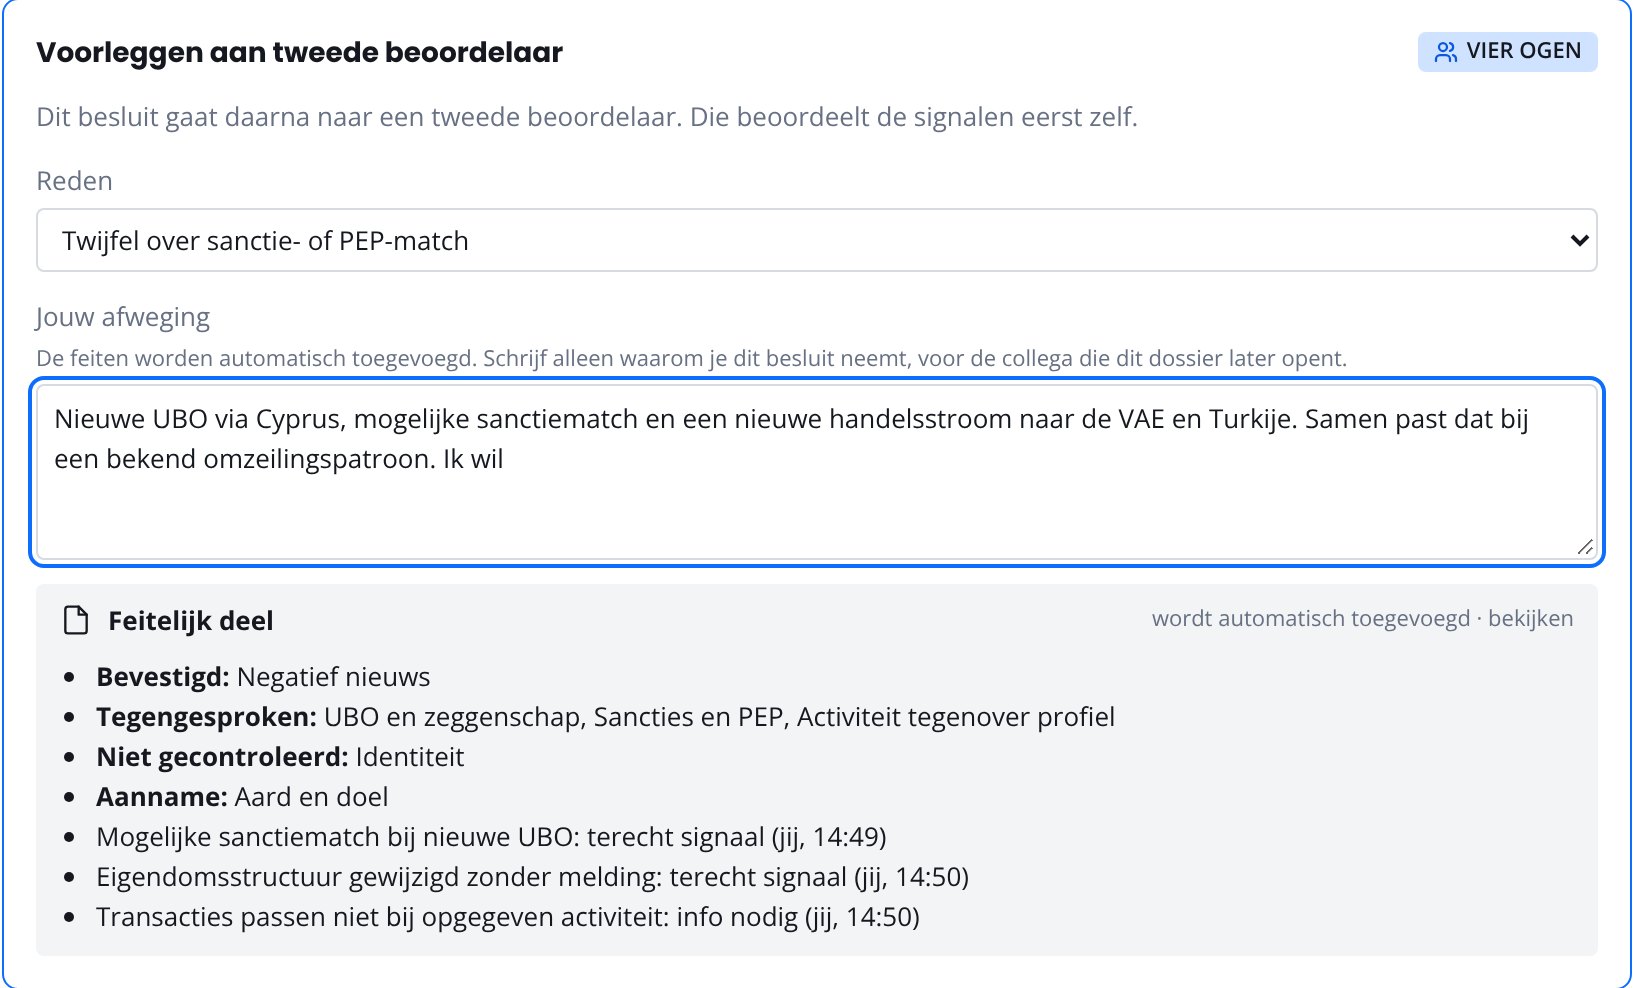 Voorleggen aan tweede beoordelaar
VIER OGEN
Dit besluit gaat daarna naar een tweede beoordelaar. Die beoordeelt de signalen eerst zelf.
Reden
Twijfel over sanctie- of PEP-match
Jouw afweging
De feiten worden automatisch toegevoegd. Schrijf alleen waarom je dit besluit neemt, voor de collega die dit dossier later opent.
Nieuwe UBO via Cyprus, mogelijke sanctiematch en een nieuwe handelsstroom naar de VAE en Turkije. Samen past dat bij
een bekend omzeilingspatroon. Ik wil
Feitelijk deel
wordt automatisch toegevoegd · bekijken
• Bevestigd: Negatief nieuws
• Tegengesproken: UBO en zeggenschap, Sancties en PEP, Activiteit tegenover profiel
• Niet gecontroleerd: Identiteit
• Aanname: Aard en doel
• Mogelijke sanctiematch bij nieuwe UBO: terecht signaal (jij, 14:49)
• Eigendomsstructuur gewijzigd zonder melding: terecht signaal (jij, 14:50)
• Transacties passen niet bij opgegeven activiteit: info nodig (jij, 14:50)